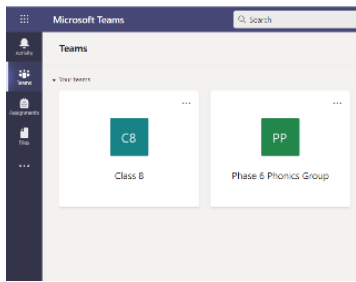 Microsoft Teams
Search
Activity
Teams
Teams
Your teams
Assignments
Files
C8
PP
Class 8
Phase 6 Phonics Group